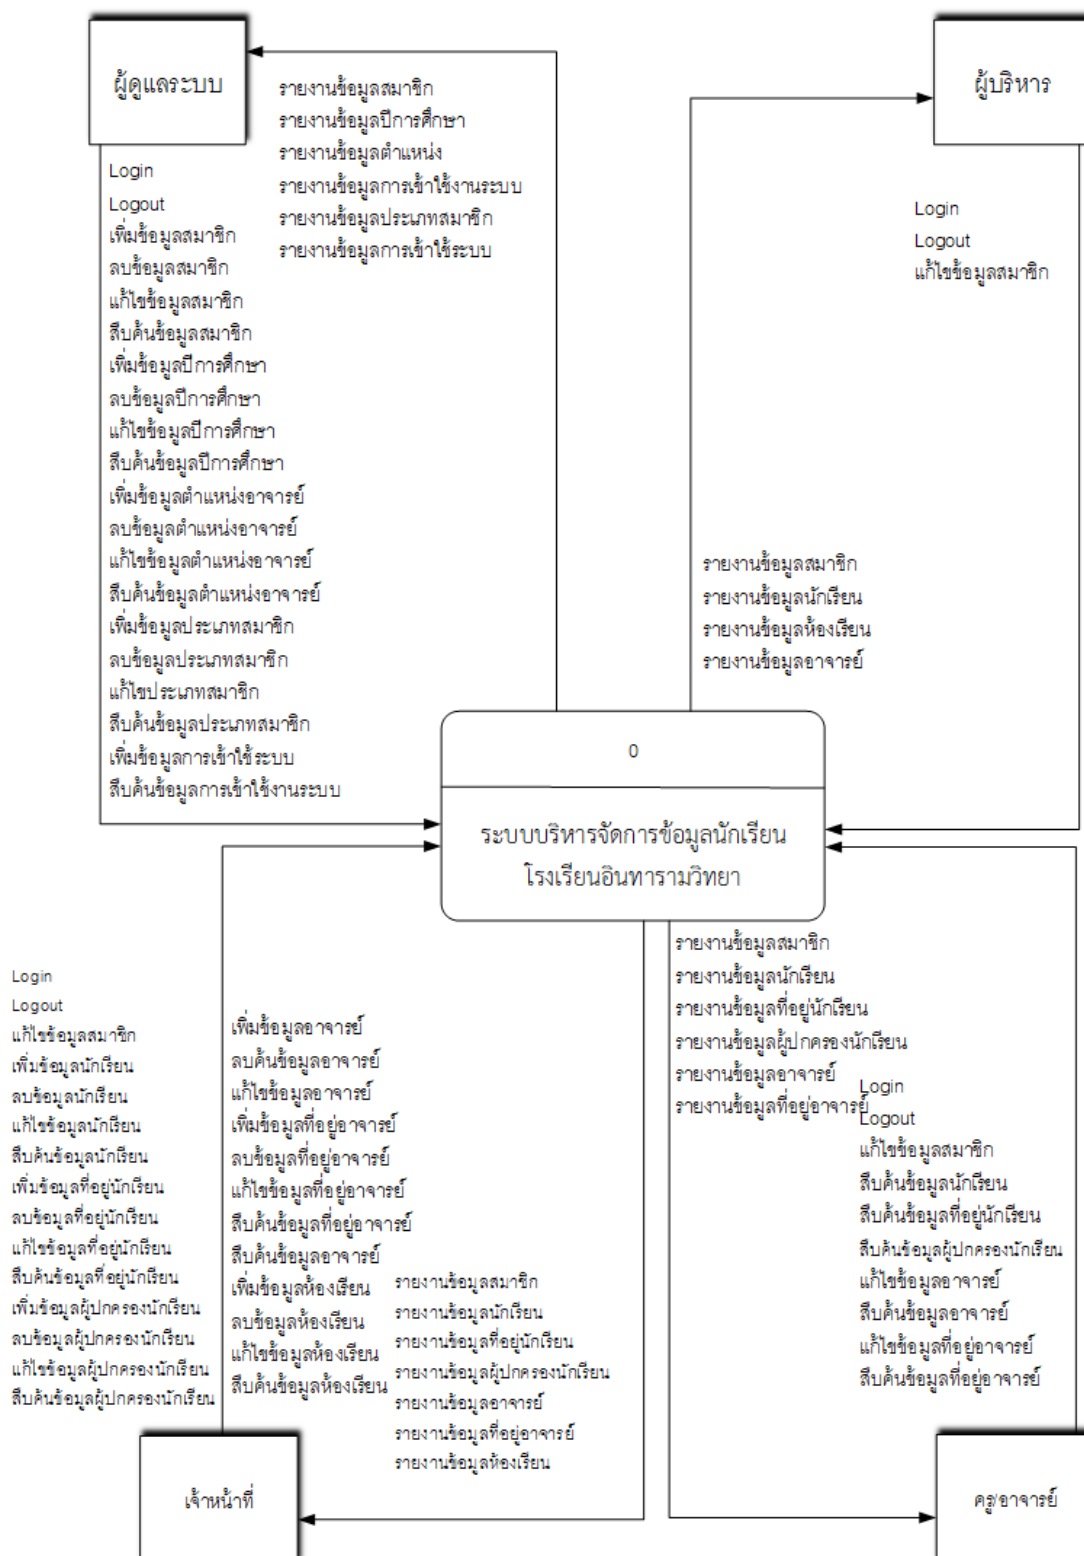 ผู้ดูแลระบบ
รายงานข้อมูลสมาชิก
รายงานข้อมูลปีการศึกษา
รายงานข้อมูลตำแหน่ง
รายงานข้อมูลการเข้าใช้งานระบบ
รายงานข้อมูลประเภทสมาชิก
รายงานข้อมูลการเข้าใช้ระบบ
Login
Logout
เพิ่มข้อมูลสมาชิก
ลบข้อมูลสมาชิก
แก้ไขข้อมูลสมาชิก
สืบค้นข้อมูลสมาชิก
เพิ่มข้อมูลปีการศึกษา
ลบข้อมูลปีการศึกษา
แก้ไขข้อมูลปีการศึกษา
สืบค้นข้อมูลปีการศึกษา
เพิ่มข้อมูลตำแหน่งอาจารย์
ลบข้อมูลตำแหน่งอาจารย์
แก้ไขข้อมูลตำแหน่งอาจารย์
สืบค้นข้อมูลตำแหน่งอาจารย์
เพิ่มข้อมูลประเภทสมาชิก
ลบข้อมูลประเภทสมาชิก
แก้ไขประเภทสมาชิก
สืบค้นข้อมูลประเภทสมาชิก
เพิ่มข้อมูลการเข้าใช้ระบบ
สืบค้นข้อมูลการเข้าใช้งานระบบ
ผู้บริหาร
Login
Logout
แก้ไขข้อมูลสมาชิก
รายงานข้อมูลสมาชิก
รายงานข้อมูลนักเรียน
รายงานข้อมูลห้องเรียน
รายงานข้อมูลอาจารย์
0
ระบบบริหารจัดการข้อมูลนักเรียน
โรงเรียนอินทารามวิทยา
Login
Logout
แก้ไขข้อมูลสมาชิก
เพิ่มข้อมูลนักเรียน
ลบข้อมูลนักเรียน
แก้ไขข้อมูลนักเรียน
สืบค้นข้อมูลนักเรียน
เพิ่มข้อมูลที่อยู่นักเรียน
ลบข้อมูลที่อยู่นักเรียน
แก้ไขข้อมูลที่อยู่นักเรียน
สืบค้นข้อมูลที่อยู่นักเรียน
เพิ่มข้อมูลผู้ปกครองนักเรียน
ลบข้อมูลผู้ปกครองนักเรียน
แก้ไขข้อมูลผู้ปกครองนักเรียน
สืบค้นข้อมูลผู้ปกครองนักเรียน
เพิ่มข้อมูลอาจารย์
ลบค้นข้อมูลอาจารย์
แก้ไขข้อมูลอาจารย์
เพิ่มข้อมูลที่อยู่อาจารย์
ลบข้อมูลที่อยู่อาจารย์
แก้ไขข้อมูลที่อยู่อาจารย์
สืบค้นข้อมูลที่อยู่อาจารย์
สืบค้นข้อมูลอาจารย์
เพิ่มข้อมูลห้องเรียน
ลบข้อมูลห้องเรียน
แก้ไขข้อมูลห้องเรียน
สืบค้นข้อมูลห้องเรียน
รายงานข้อมูลสมาชิก
รายงานข้อมูลนักเรียน
รายงานข้อมูลที่อยู่นักเรียน
รายงานข้อมูลผู้ปกครองนักเรียน
รายงานข้อมูลอาจารย์
รายงานข้อมูลที่อยู่อาจารย์
รายงานข้อมูลห้องเรียน
เจ้าหน้าที่
รายงานข้อมูลสมาชิก
รายงานข้อมูลนักเรียน
รายงานข้อมูลที่อยู่นักเรียน
รายงานข้อมูลผู้ปกครองนักเรียน
รายงานข้อมูลอาจารย์
รายงานข้อมูลที่อยู่อาจารย์
Login
Logout
แก้ไขข้อมูลสมาชิก
สืบค้นข้อมูลนักเรียน
สืบค้นข้อมูลที่อยู่นักเรียน
สืบค้นข้อมูลผู้ปกครองนักเรียน
แก้ไขข้อมูลอาจารย์
สืบค้นข้อมูลอาจารย์
แก้ไขข้อมูลที่อยู่อาจารย์
สืบค้นข้อมูลที่อยู่อาจารย์
ครู/อาจารย์